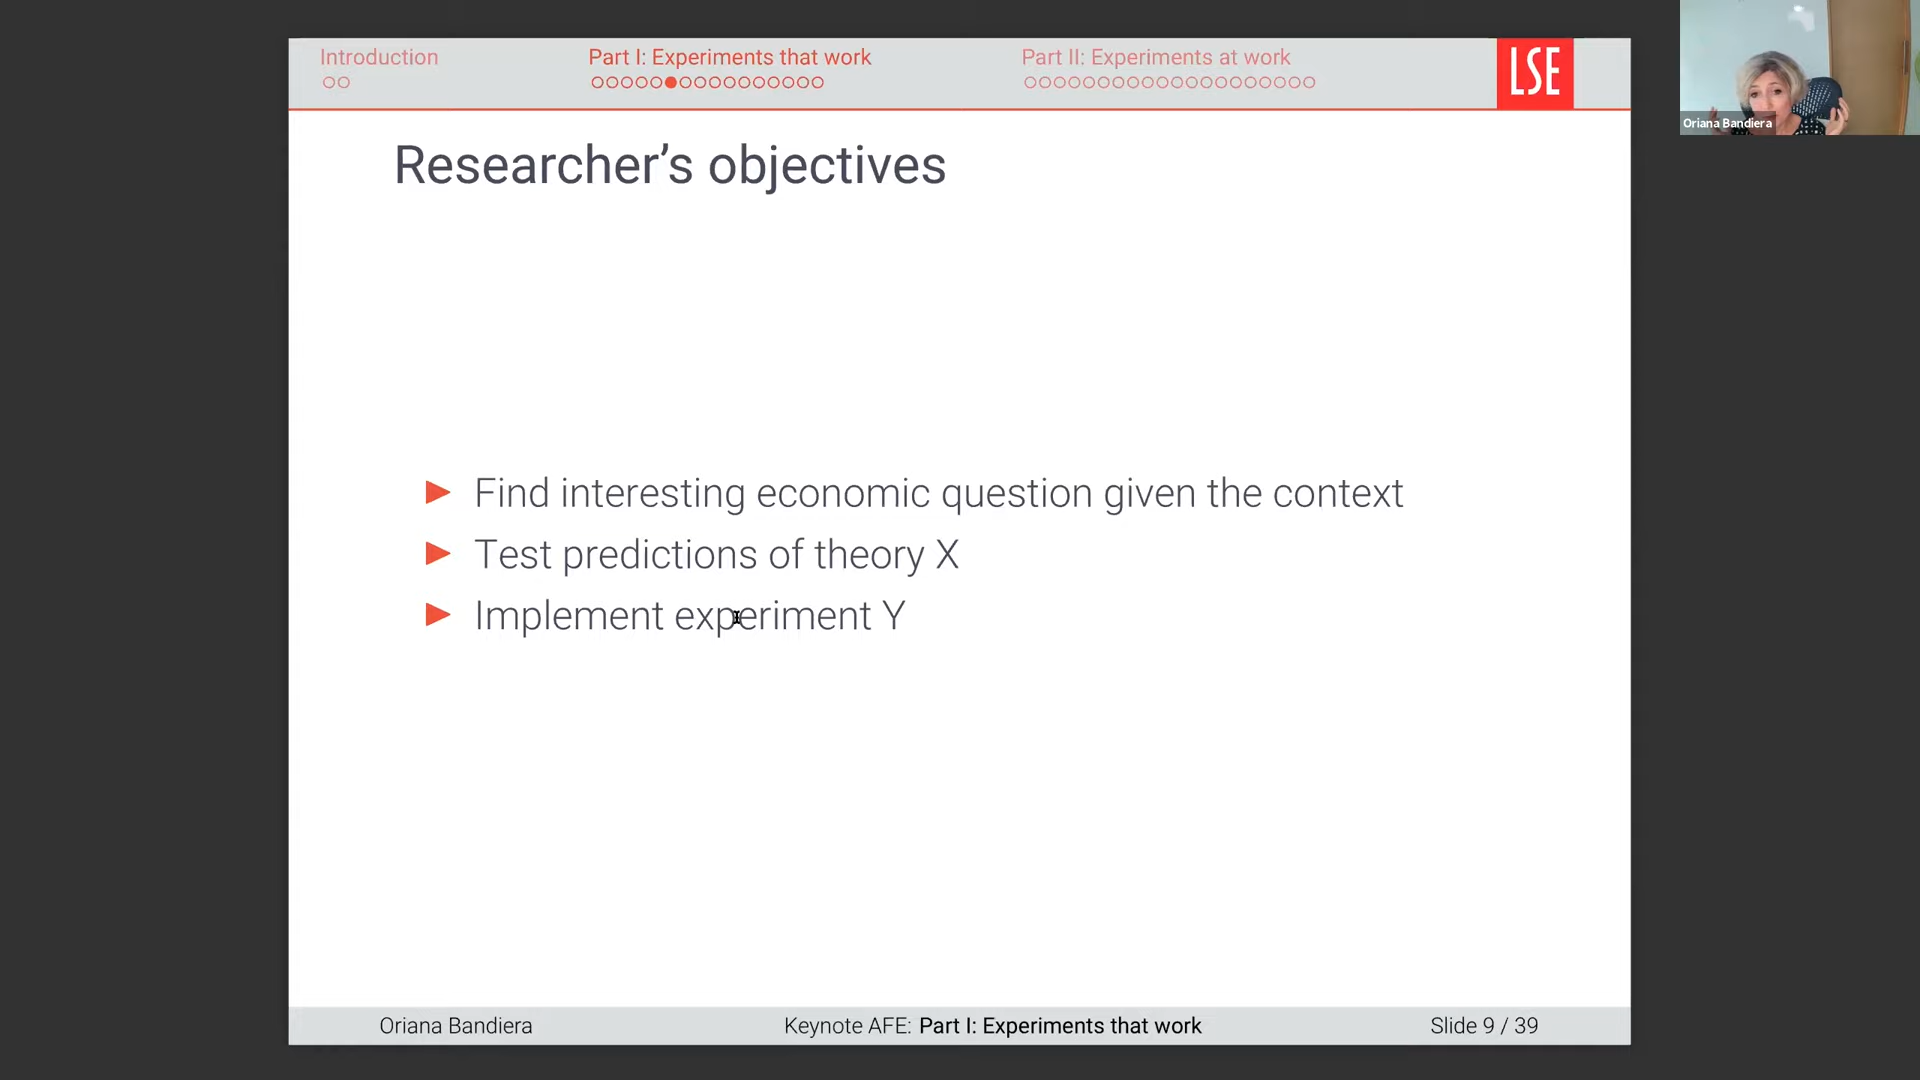 Introduction
Part I: Experiments that work
Part II: Experiments at work
LSE
Oriana Bandiera
Researcher’s objectives
Find interesting economic question given the context
Test predictions of theory X
Implement experiment Y
Oriana Bandiera
Keynote AFE: Part I: Experiments that work
Slide 9 / 39